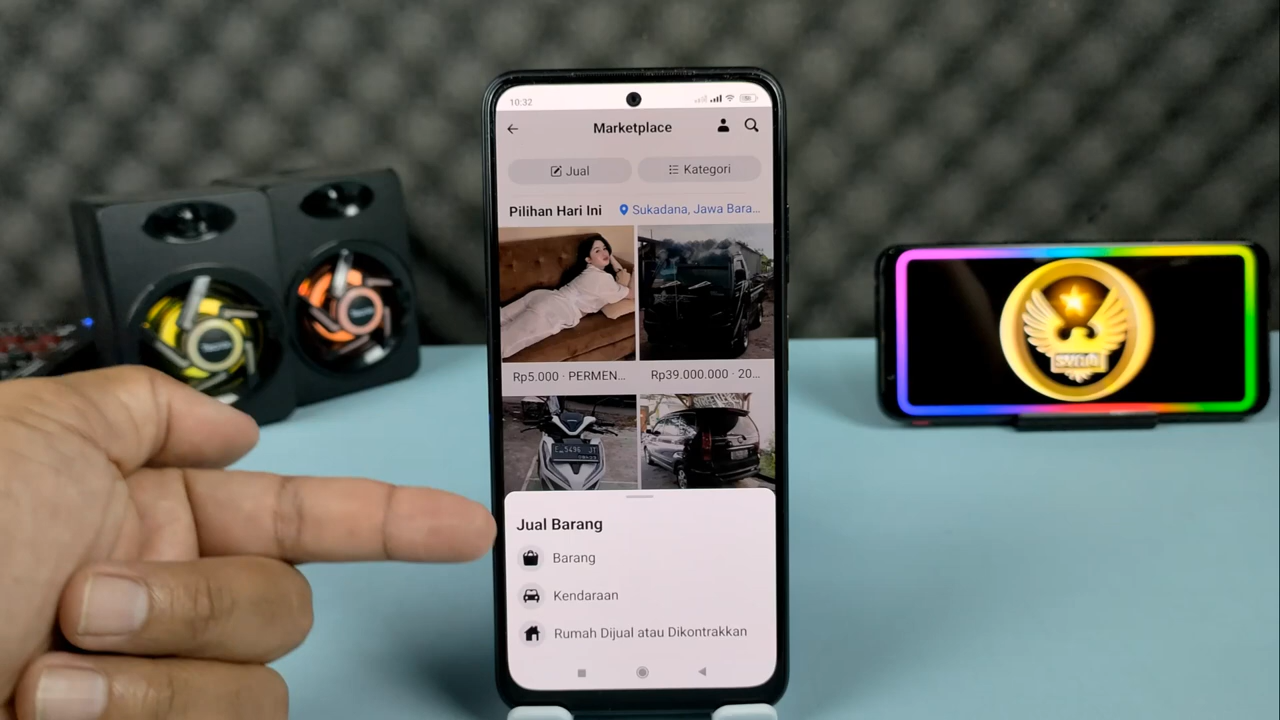 10:32
Marketplace
Jual
Kategori
Pilihan Hari Ini
Sukadana, Jawa Bara...
Rp5.000 · PERMEN...
Rp39.000.000 · 20...
Jual Barang
Barang
Kendaraan
Rumah Dijual atau Dikontrakkan